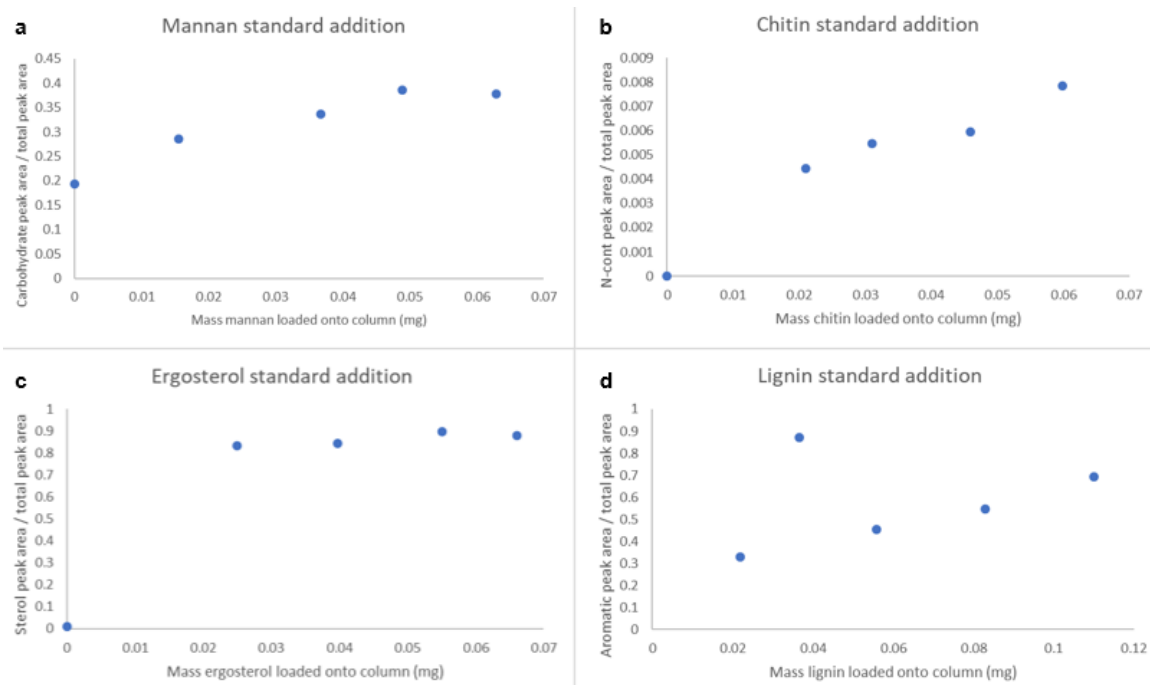 a
Mannan standard addition
Carbohydrate peak area / total peak area
0.45
0.4
0.35
0.3
0.25
0.2
0.15
0.1
0.05
0
0 0.01 0.02 0.03 0.04 0.05 0.06 0.07
Mass mannan loaded onto column (mg)
b
Chitin standard addition
N-cont peak area / total peak area
0.009
0.008
0.007
0.006
0.005
0.004
0.003
0.002
0.001
0
0 0.01 0.02 0.03 0.04 0.05 0.06 0.07
Mass chitin loaded onto column (mg)
c
Ergosterol standard addition
Sterol peak area / total peak area
1
0.9
0.8
0.7
0.6
0.5
0.4
0.3
0.2
0.1
0
0 0.01 0.02 0.03 0.04 0.05 0.06 0.07
Mass ergosterol loaded onto column (mg)
d
Lignin standard addition
Aromatic peak area / total peak area
1
0.9
0.8
0.7
0.6
0.5
0.4
0.3
0.2
0.1
0
0 0.02 0.04 0.06 0.08 0.1 0.12
Mass lignin loaded onto column (mg)